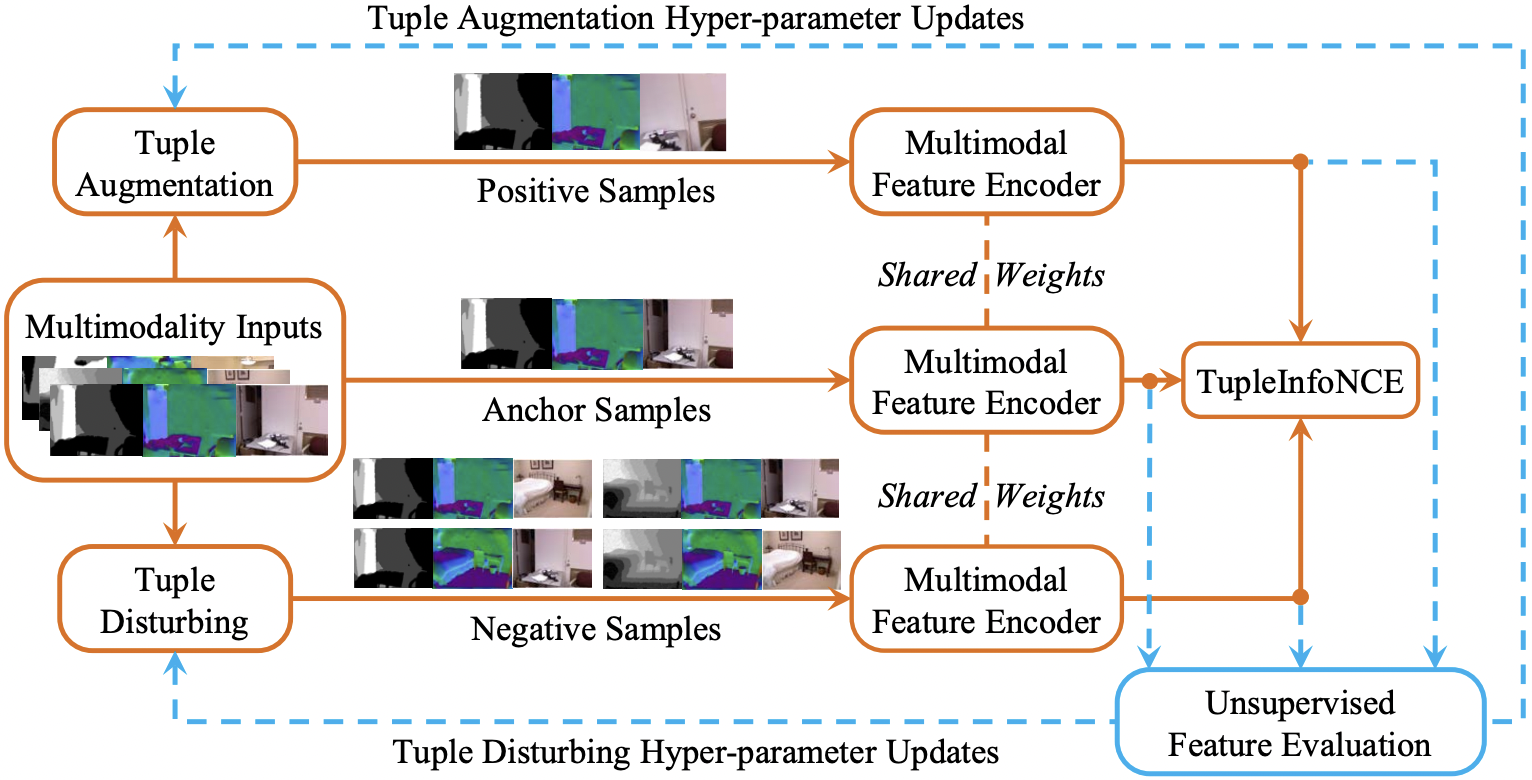 Tuple Augmentation Hyper-parameter Updates
Tuple
Augmentation
Positive Samples
Multimodal
Feature Encoder
Shared Weights
Multimodality Inputs
Anchor Samples
Multimodal
Feature Encoder
TupleInfoNCE
Shared Weights
Tuple
Disturbing
Negative Samples
Multimodal
Feature Encoder
Unsupervised
Feature Evaluation
Tuple Disturbing Hyper-parameter Updates